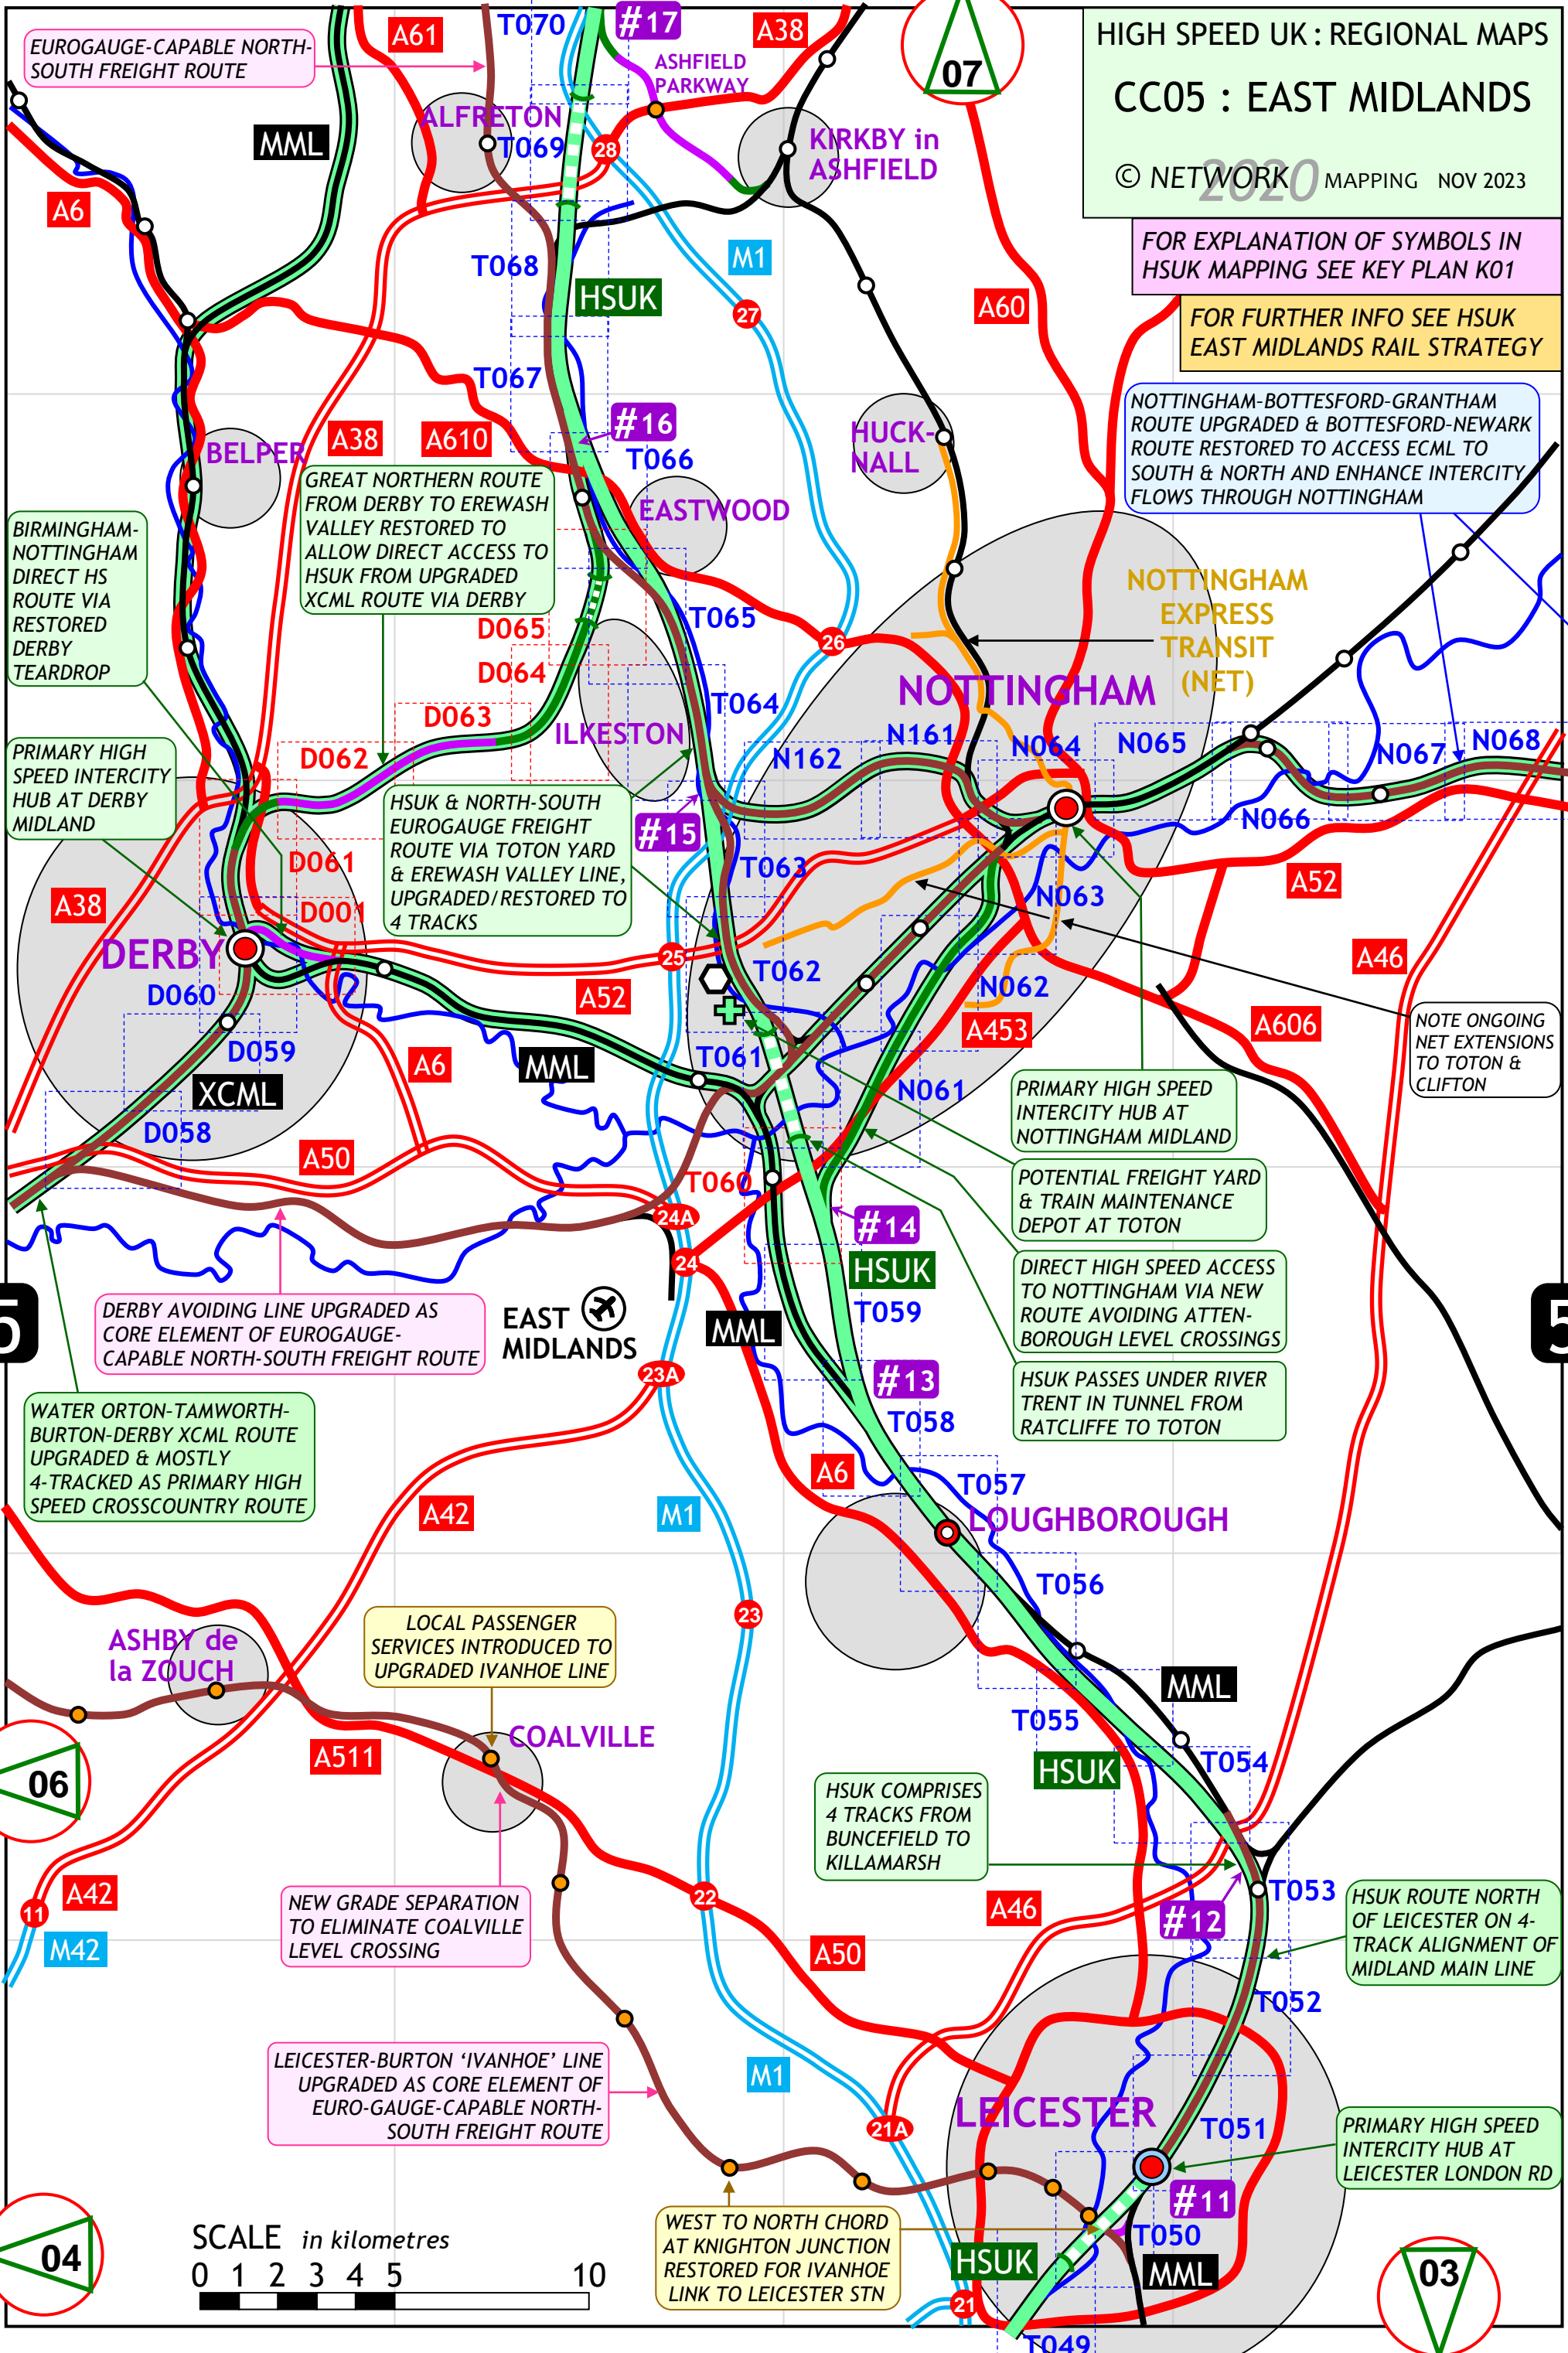 HIGH SPEED UK : REGIONAL MAPS
CC05 : EAST MIDLANDS
© NETWORK 2020 MAPPING NOV 2023
FOR EXPLANATION OF SYMBOLS IN
HSUK MAPPING SEE KEY PLAN K01
FOR FURTHER INFO SEE HSUK
EAST MIDLANDS RAIL STRATEGY
NOTTINGHAM-BOTTESFORD-GRANTHAM
ROUTE UPGRADED & BOTTESFORD-NEWARK
ROUTE RESTORED TO ACCESS ECML TO
SOUTH & NORTH AND ENHANCE INTERCITY
FLOWS THROUGH NOTTINGHAM
EUROGAUGE-CAPABLE NORTH-
SOUTH FREIGHT ROUTE
A61
T070
#17
A38
07
ASHFIELD
PARKWAY
MML
ALFRETON
T069
28
KIRKBY in
ASHFIELD
A6
T068
M1
HSUK
27
A60
T067
#16
A38
A610
T066
HUCK-
NALL
BELPER
EASTWOOD
GREAT NORTHERN ROUTE
FROM DERBY TO EREWASH
VALLEY RESTORED TO
ALLOW DIRECT ACCESS TO
HSUK FROM UPGRADED
XCML ROUTE VIA DERBY
BIRMINGHAM-
NOTTINGHAM
DIRECT HS
ROUTE VIA
RESTORED
DERBY
TEARDROP
NOTTINGHAM
EXPRESS
TRANSIT
(NET)
T065
26
D065
D064
D063
D062
ILKESTON
T064
NOTTINGHAM
N162
N161
N064
N065
N067
N068
N066
PRIMARY HIGH
SPEED INTERCITY
HUB AT DERBY
MIDLAND
HSUK & NORTH-SOUTH
EUROGAUGE FREIGHT
ROUTE VIA TOTON YARD
& EREWASH VALLEY LINE,
UPGRADED/RESTORED TO
4 TRACKS
#15
T063
D061
D001
A38
A52
N063
DERBY
25
T062
N062
A46
D060
A52
A453
A606
NOTE ONGOING
NET EXTENSIONS
TO TOTON &
CLIFTON
D059
XCML
A6
MML
T061
N061
D058
A50
PRIMARY HIGH SPEED
INTERCITY HUB AT
NOTTINGHAM MIDLAND
POTENTIAL FREIGHT YARD
& TRAIN MAINTENANCE
DEPOT AT TOTON
T060
24A
#14
24
HSUK
DIRECT HIGH SPEED ACCESS
TO NOTTINGHAM VIA NEW
ROUTE AVOIDING ATTEN-
BOROUGH LEVEL CROSSINGS
5
5
DERBY AVOIDING LINE UPGRADED AS
CORE ELEMENT OF EUROGAUGE-
CAPABLE NORTH-SOUTH FREIGHT ROUTE
EAST
MIDLANDS
MML
T059
23A
#13
HSUK PASSES UNDER RIVER
TRENT IN TUNNEL FROM
RATCLIFFE TO TOTON
WATER ORTON-TAMWORTH-
BURTON-DERBY XCML ROUTE
UPGRADED & MOSTLY
4-TRACKED AS PRIMARY HIGH
SPEED CROSSCOUNTRY ROUTE
T058
A6
T057
A42
M1
LOUGHBOROUGH
T056
23
LOCAL PASSENGER
SERVICES INTRODUCED TO
UPGRADED IVANHOE LINE
ASHBY de
la ZOUCH
MML
T055
COALVILLE
A511
T054
HSUK
06
HSUK COMPRISES
4 TRACKS FROM
BUNCEFIELD TO
KILLAMARSH
A42
11
M42
NEW GRADE SEPARATION
TO ELIMINATE COALVILLE
LEVEL CROSSING
22
A46
T053
#12
HSUK ROUTE NORTH
OF LEICESTER ON 4-
TRACK ALIGNMENT OF
MIDLAND MAIN LINE
A50
T052
LEICESTER-BURTON ‘IVANHOE’ LINE
UPGRADED AS CORE ELEMENT OF
EURO-GAUGE-CAPABLE NORTH-
SOUTH FREIGHT ROUTE
M1
21A
LEICESTER
T051
PRIMARY HIGH SPEED
INTERCITY HUB AT
LEICESTER LONDON RD
#11
WEST TO NORTH CHORD
AT KNIGHTON JUNCTION
RESTORED FOR IVANHOE
LINK TO LEICESTER STN
T050
HSUK
MML
04
SCALE in kilometres
0 1 2 3 4 5 10
21
03
T049